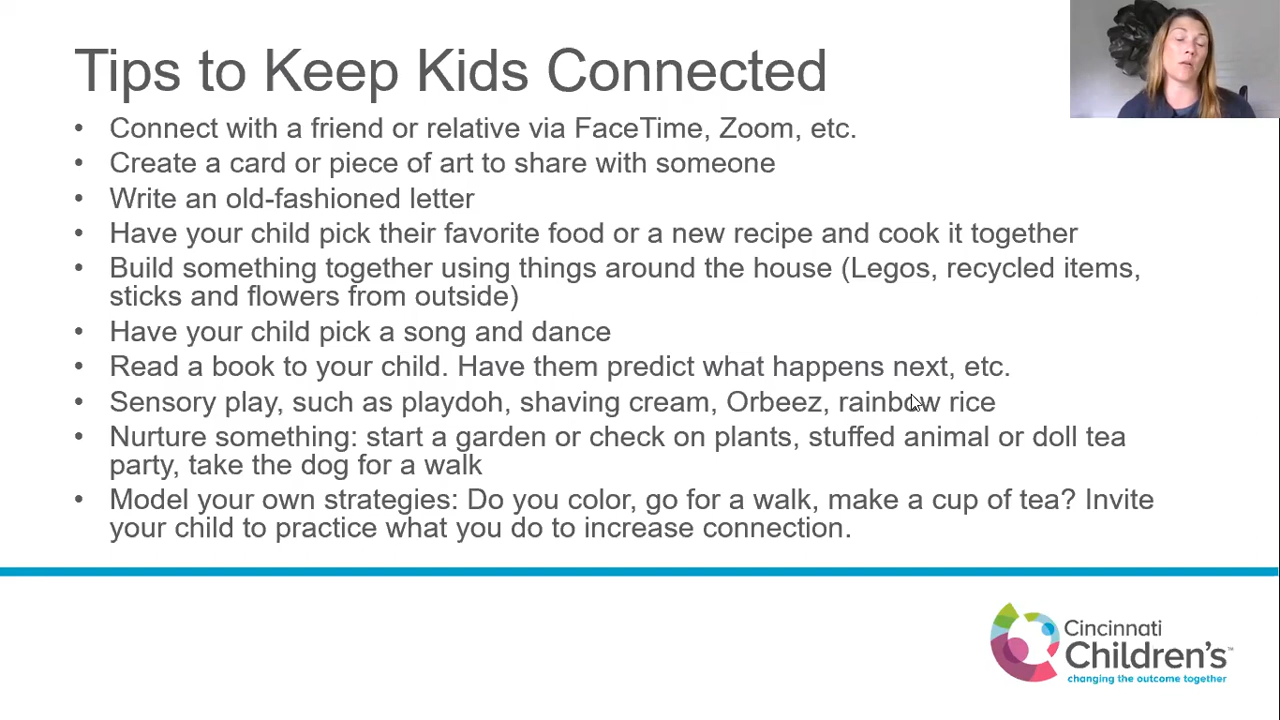 Tips to Keep Kids Connected
• Connect with a friend or relative via FaceTime, Zoom, etc.
• Create a card or piece of art to share with someone
• Write an old-fashioned letter
• Have your child pick their favorite food or a new recipe and cook it together
• Build something together using things around the house (Legos, recycled items,
sticks and flowers from outside)
• Have your child pick a song and dance
• Read a book to your child. Have them predict what happens next, etc.
• Sensory play, such as playdoh, shaving cream, Orbeez, rainbow rice
• Nurture something: start a garden or check on plants, stuffed animal or doll tea
party, take the dog for a walk
• Model your own strategies: Do you color, go for a walk, make a cup of tea? Invite
your child to practice what you do to increase connection.
Cincinnati
Children's™
changing the outcome together